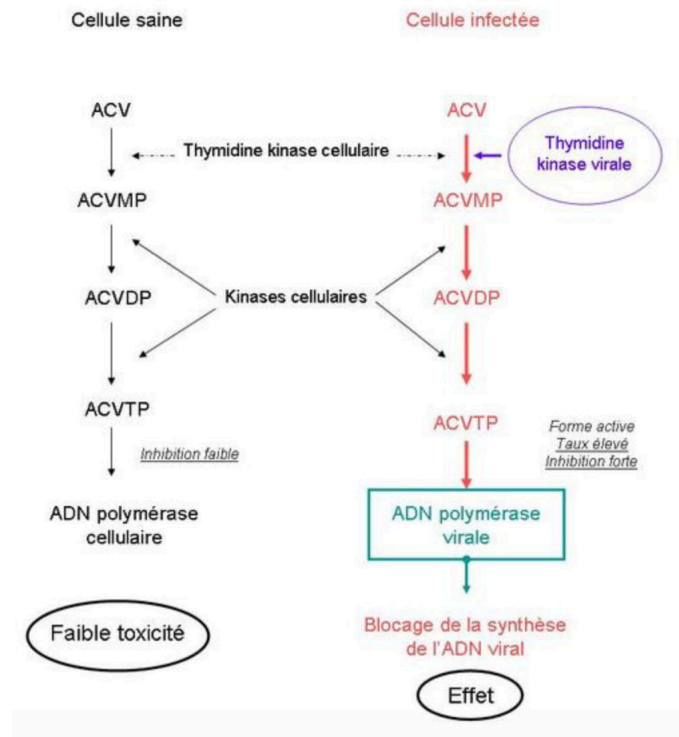 Cellule saine
Cellule infectée
ACV
ACV
Thymidine kinase cellulaire
Thymidine
kinase virale
ACVMP
ACVMP
ACVDP
Kinases cellulaires
ACVDP
ACVTP
ACVTP
Forme active
Taux élevé
Inhibition forte
Inhibition faible
ADN polymérase
cellulaire
ADN polymérase
virale
Faible toxicité
Blocage de la synthèse
de l'ADN viral
Effet